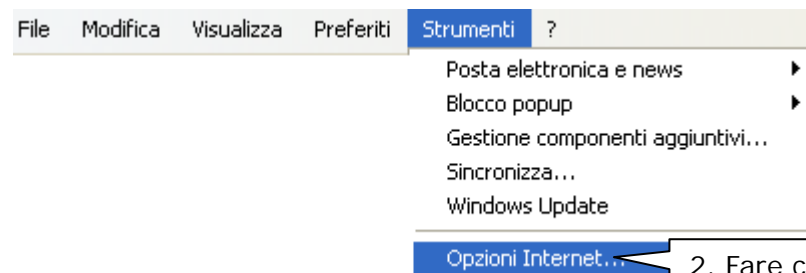 File Modifica Visualizza Preferiti Strumenti ?
Posta elettronica e news
Blocco popup
Gestione componenti aggiuntivi...
Sincronizza...
Windows Update
Opzioni Internet...
2. Fare